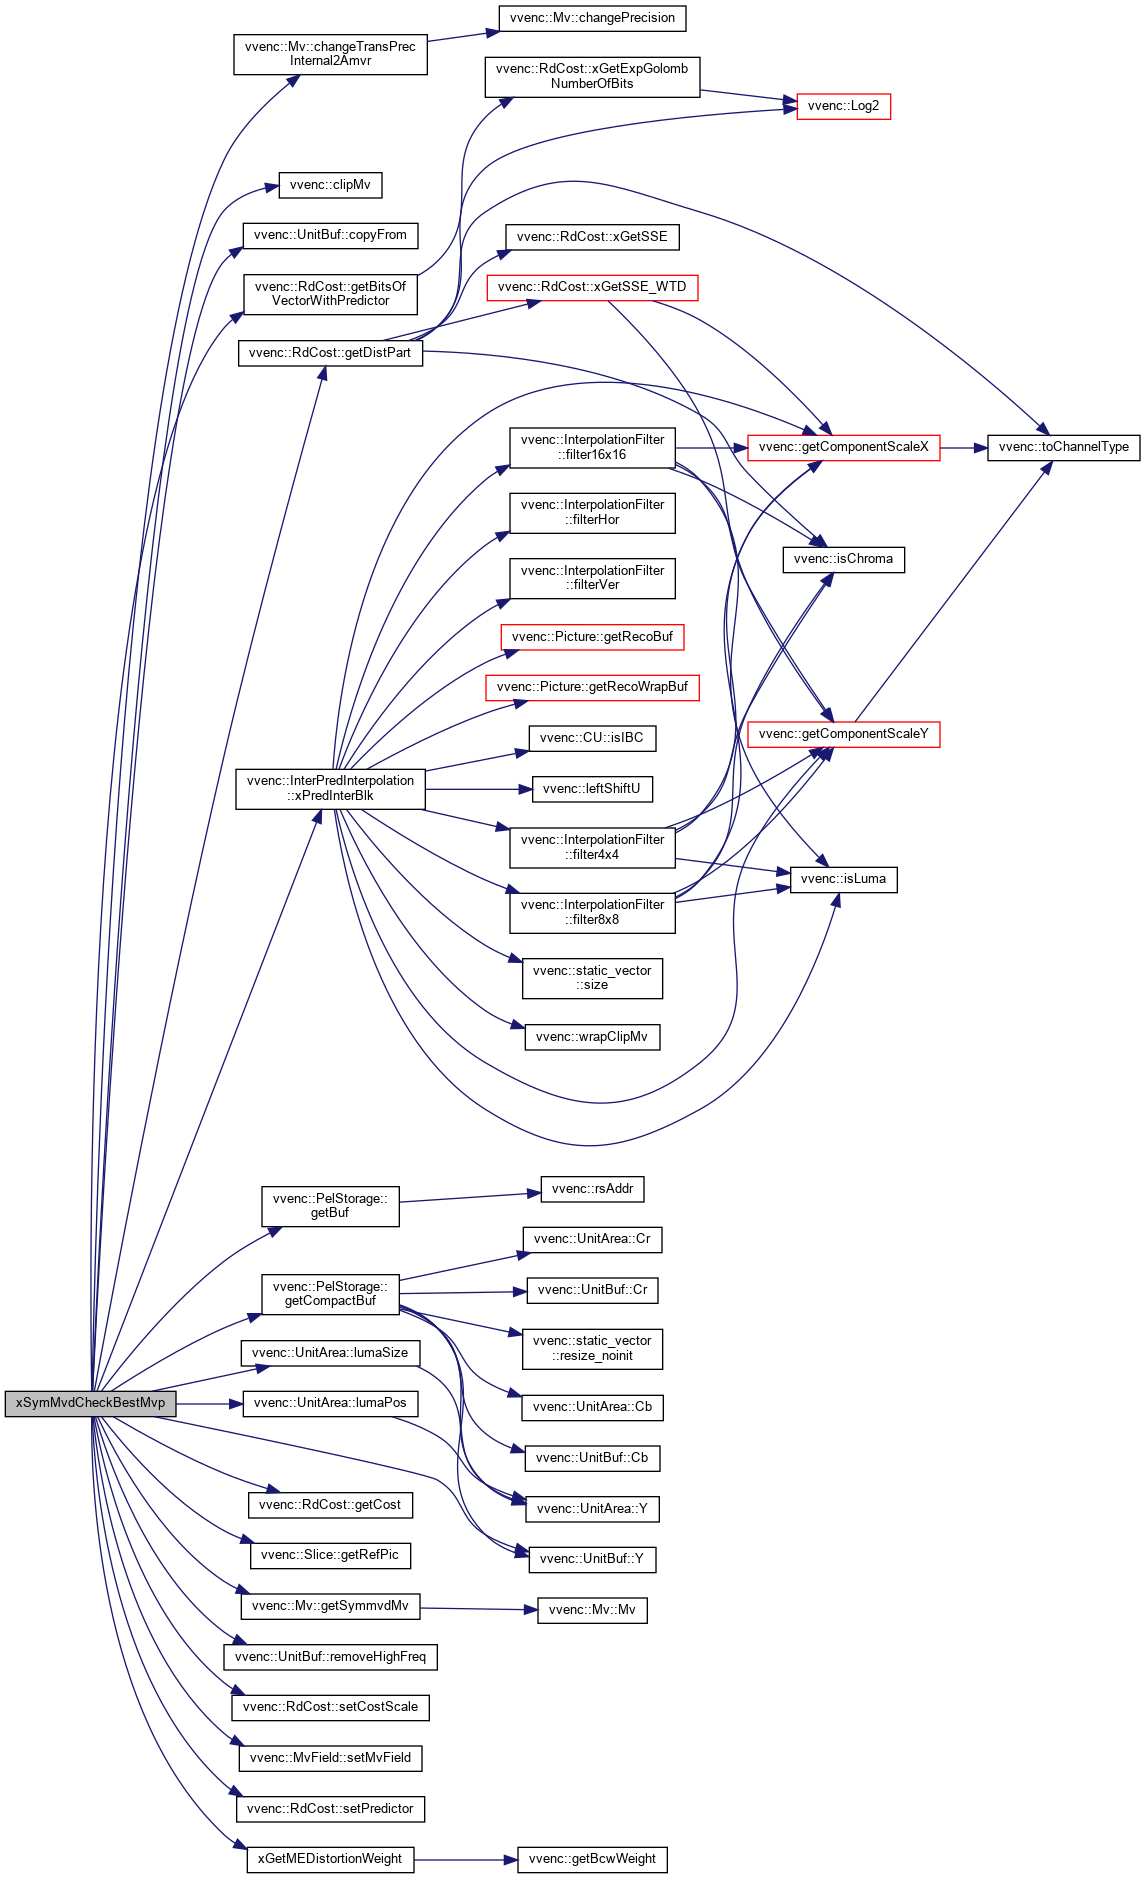 vvenc::Mv::changePrecision
vvenc::Mv::changeTransPrec
Internal2Amvr
vvenc::RdCost::xGetExpGolomb
NumberOfBits
vvenc::Log2
vvenc::clipMv
vvenc::UnitBuf::copyFrom
vvenc::RdCost::xGetSSE
vvenc::RdCost::getBitsOf
VectorWithPredictor
vvenc::RdCost::xGetSSE_WTD
vvenc::RdCost::getDistPart
vvenc::InterpolationFilter
::filter16x16
vvenc::getComponentScaleX
vvenc::toChannelType
vvenc::InterpolationFilter
::filterHor
vvenc::isChroma
vvenc::InterpolationFilter
::filterVer
vvenc::Picture::getRecoBuf
vvenc::Picture::getRecoWrapBuf
vvenc::CU::isIBC
vvenc::getComponentScaleY
vvenc::InterPredInterpolation
::xPredInterBlk
vvenc::leftShiftU
vvenc::InterpolationFilter
::filter4x4
vvenc::isLuma
vvenc::InterpolationFilter
::filter8x8
vvenc::static_vector
::size
vvenc::wrapClipMv
vvenc::PelStorage::
getBuf
vvenc::rsAddr
vvenc::UnitArea::Cr
vvenc::PelStorage::
getCompactBuf
vvenc::UnitBuf::Cr
vvenc::static_vector
::resize_noinit
vvenc::UnitArea::lumaSize
xSymMvdCheckBestMvp
vvenc::UnitArea::lumaPos
vvenc::UnitArea::Cb
vvenc::UnitBuf::Cb
vvenc::RdCost::getCost
vvenc::UnitArea::Y
vvenc::Slice::getRefPic
vvenc::UnitBuf::Y
vvenc::Mv::getSymmvdMv
vvenc::Mv::Mv
vvenc::UnitBuf::removeHighFreq
vvenc::RdCost::setCostScale
vvenc::MvField::setMvField
vvenc::RdCost::setPredictor
xGetMEDistortionWeight
vvenc::getBcwWeight